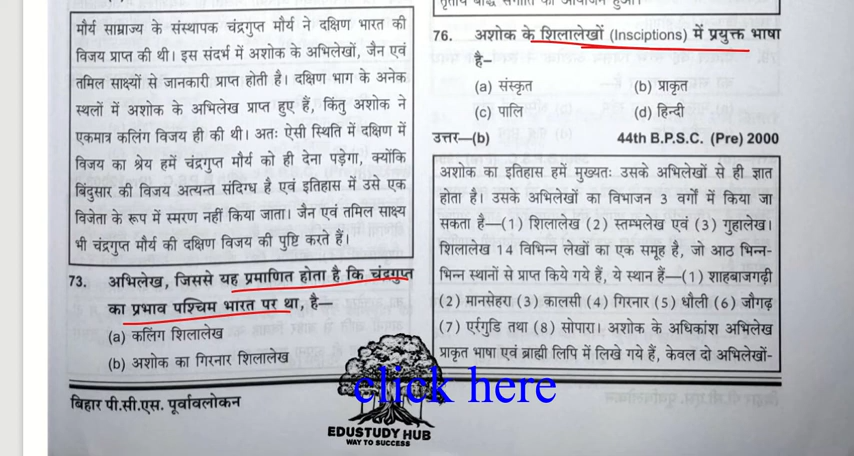 मौर्य साम्राज्य के संस्थापक चंद्रगुप्त मौर्य ने दक्षिण भारत की
विजय प्राप्त की थी। इस संदर्भ में अशोक के अभिलेखों, जैन एवं
तमिल साक्ष्यों से जानकारी प्राप्त होती है। दक्षिण भाग के अनेक
स्थलों में अशोक के अभिलेख प्राप्त हुए हैं, किंतु अशोक ने
एकमात्र कलिंग विजय ही की थी। अतः ऐसी स्थिति में दक्षिण में
विजय का श्रेय हमें चंद्रगुप्त मौर्य को ही देना पड़ेगा, क्योंकि
बिंदुसार की विजय अत्यन्त संदिग्ध है एवं इतिहास में उसे एक
विजेता के रूप में स्मरण नहीं किया जाता। जैन एवं तमिल साक्ष्य
भी चंद्रगुप्त मौर्य की दक्षिण विजय की पुष्टि करते हैं।
73. अभिलेख, जिससे यह प्रमाणित होता है कि चंद्रगुप्त
का प्रभाव पश्चिम भारत पर था, है–
(a) कलिंग शिलालेख
(b) अशोक का गिरनार शिलालेख
बिहार पी.सी.एस. पूर्वावलोकन
76. अशोक के शिलालेखों (Insciptions) में प्रयुक्त भाषा
है–
(a) संस्कृत (b) प्राकृत
(c) पालि (d) हिन्दी
उत्तर—(b) 44th B.P.S.C. (Pre) 2000
अशोक का इतिहास हमें मुख्यतः उसके अभिलेखों से ही ज्ञात
होता है। उसके अभिलेखों का विभाजन 3 वर्गों में किया जा
सकता है—(1) शिलालेख (2) स्तम्भलेख एवं (3) गुहालेख।
शिलालेख 14 विभिन्न लेखों का एक समूह है, जो आठ भिन्न-
भिन्न स्थानों से प्राप्त किये गये हैं, ये स्थान हैं—(1) शाहबाजगढ़ी
(2) मानसेहरा (3) कालसी (4) गिरनार (5) धौली (6) जौगढ़
(7) एर्रगुडि तथा (8) सोपारा। अशोक के अधिकांश अभिलेख
प्राकृत भाषा एवं ब्राह्मी लिपि में लिखे गये हैं, केवल दो अभिलेखों-
click here
EDUSTUDY HUB
WAY TO SUCCESS